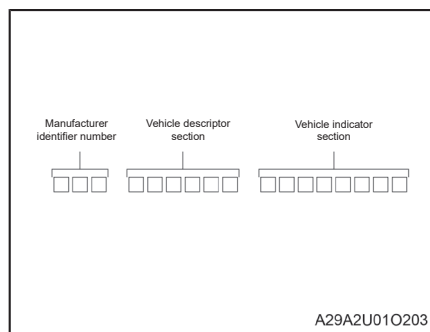 Manufacturer
identifier number
Vehicle descriptor
section
Vehicle indicator
section
A29A2U01O203